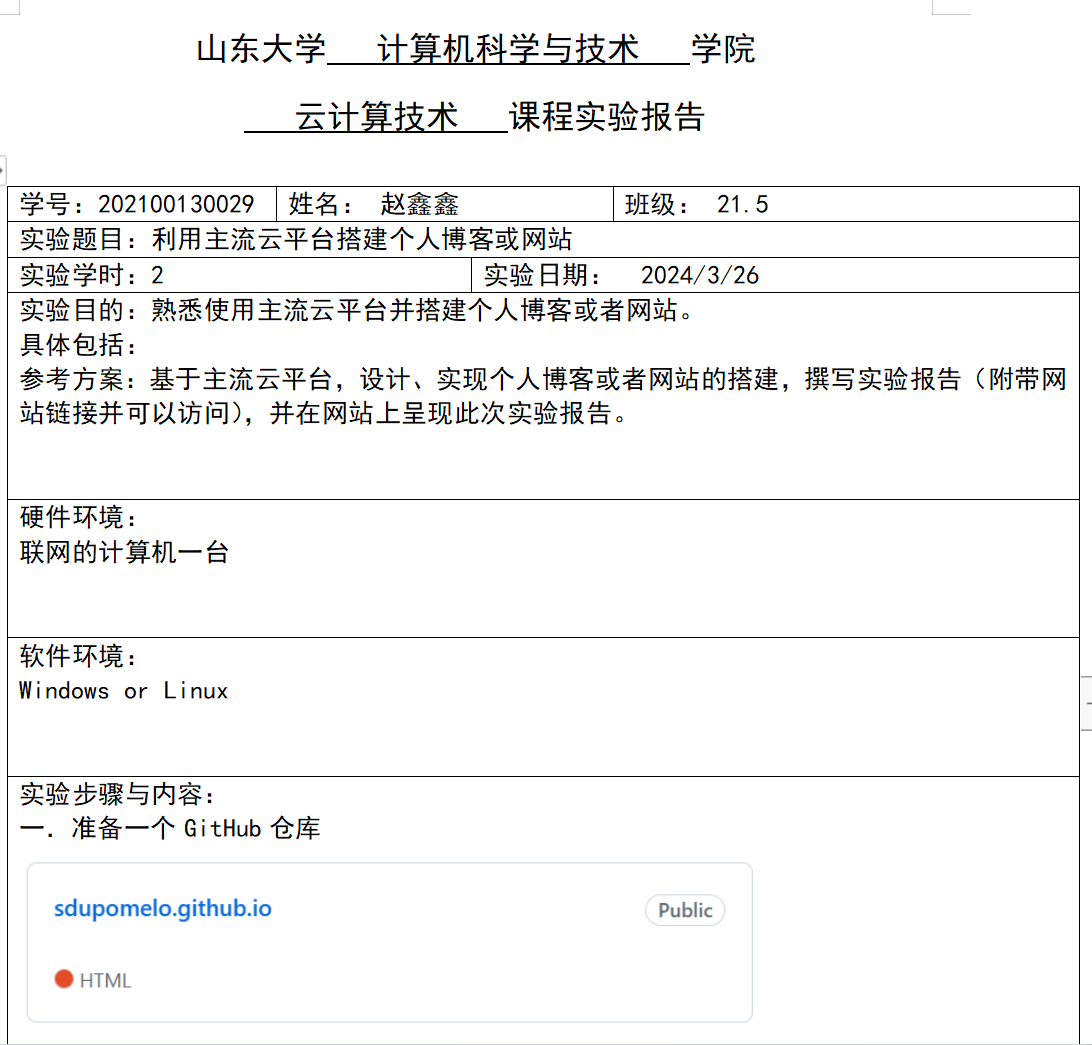 山东大学 计算机科学与技术 学院
云计算技术 课程实验报告
学号：202100130029 姓名： 赵鑫鑫 班级： 21.5
实验题目：利用主流云平台搭建个人博客或网站
实验学时：2 实验日期： 2024/3/26
实验目的：熟悉使用主流云平台并搭建个人博客或者网站。
具体包括：
参考方案：基于主流云平台，设计、实现个人博客或者网站的搭建，撰写实验报告（附带网
站链接并可以访问），并在网站上呈现此次实验报告。
硬件环境：
联网的计算机一台
软件环境：
Windows or Linux
实验步骤与内容：
一．准备一个 GitHub 仓库
sdupomelo.github.io Public
HTML